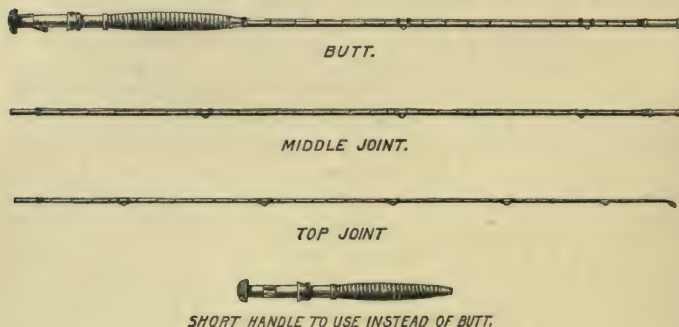 BUTT.
MIDDLE JOINT.
TOP JOINT
SHORT HANDLE TO USE INSTEAD OF BUTT.